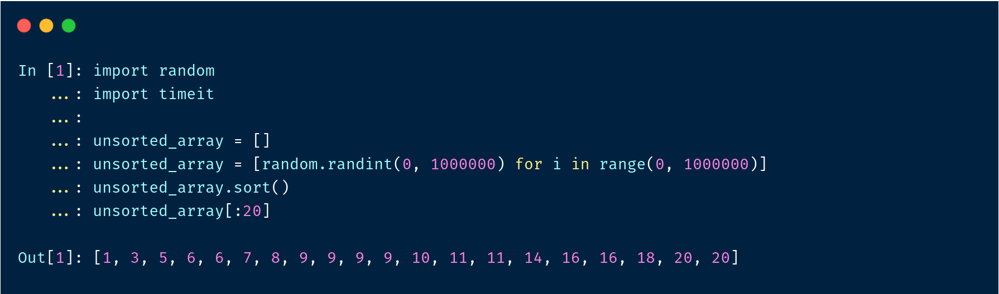 In [1]: import random
   ...: import timeit
   ...:
   ...: unsorted_array = []
   ...: unsorted_array = [random.randint(0, 1000000) for i in range(0, 1000000)]
   ...: unsorted_array.sort()
   ...: unsorted_array[:20]
Out[1]: [1, 3, 5, 6, 6, 7, 8, 9, 9, 9, 9, 10, 11, 11, 14, 16, 16, 18, 20, 20]